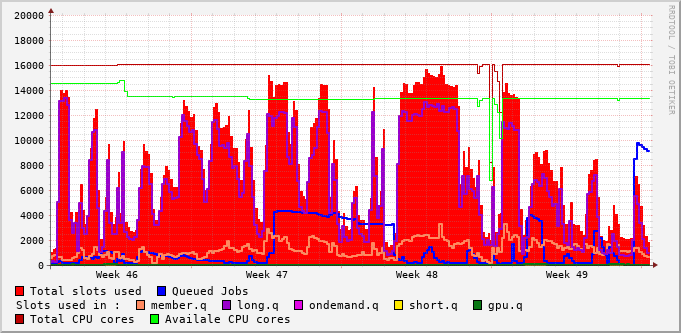 RRDTOOL / TOBI OETIKER
20000
18000
16000
14000
12000
10000
8000
6000
4000
2000
0
Week 46 Week 47 Week 48 Week 49
Total slots used Queued Jobs
Slots used in : member.q long.q ondemand.q short.q gpu.q
Total CPU cores Availale CPU cores